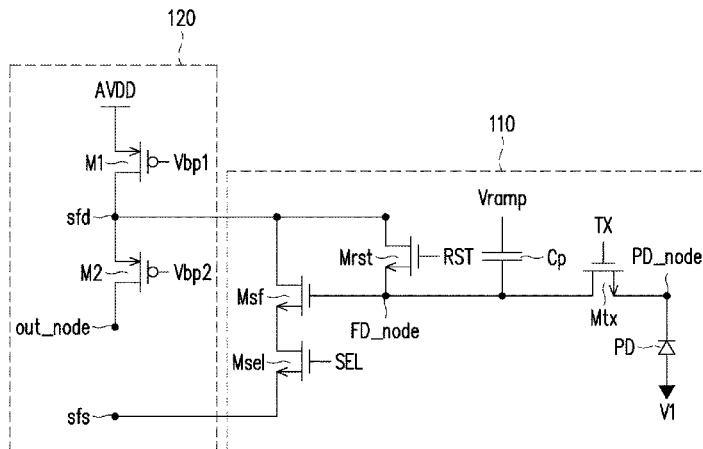 120
AVDD
M1
Vbp1
110
Vramp
TX
sfd
Mrst
RST
Cp
PD_node
M2
Vbp2
Msf
Mtx
out_node
FD_node
PD
Msel
SEL
sfs
V1